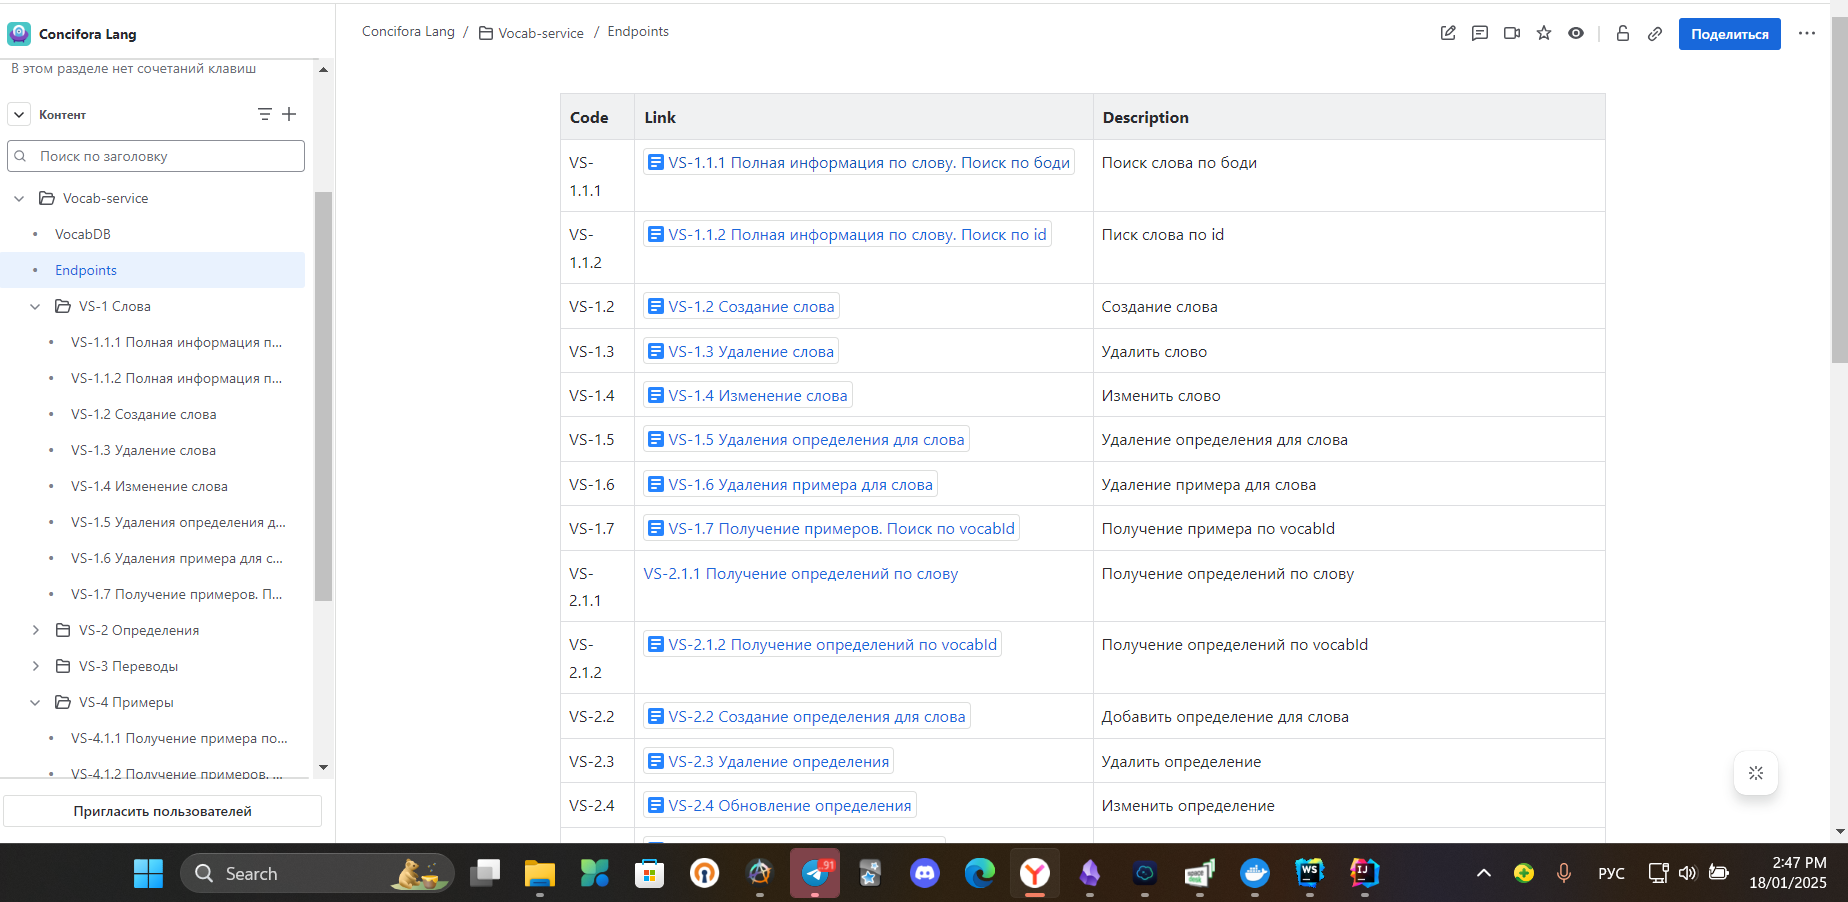 Concifora Lang
В этом разделе нет сочетаний клавиш
Контент
Поиск по заголовку
Vocab-service
VocabDB
Endpoints
VS-1 Слова
VS-1.1.1 Полная информация п...
VS-1.1.2 Полная информация п...
VS-1.2 Создание слова
VS-1.3 Удаление слова
VS-1.4 Изменение слова
VS-1.5 Удаления определения д...
VS-1.6 Удаления примера для с...
VS-1.7 Получение примеров. П...
VS-2 Определения
VS-3 Переводы
VS-4 Примеры
VS-4.1.1 Получение примера по...
VS-4.1.2 Получение примеров. ...
Пригласить пользователей
Concifora Lang / Vocab-service / Endpoints
Поделиться
Code Link Description
VS-1.1.1 VS-1.1.1 Полная информация по слову. Поиск по боди Поиск слова по боди
VS-1.1.2 VS-1.1.2 Полная информация по слову. Поиск по id Писк слова по id
VS-1.2 VS-1.2 Создание слова Создание слова
VS-1.3 VS-1.3 Удаление слова Удалить слово
VS-1.4 VS-1.4 Изменение слова Изменить слово
VS-1.5 VS-1.5 Удаления определения для слова Удаление определения для слова
VS-1.6 VS-1.6 Удаления примера для слова Удаление примера для слова
VS-1.7 VS-1.7 Получение примеров. Поиск по vocabId Получение примера по vocabId
VS-2.1.1 VS-2.1.1 Получение определений по слову Получение определений по слову
VS-2.1.2 VS-2.1.2 Получение определений по vocabId Получение определений по vocabId
VS-2.2 VS-2.2 Создание определения для слова Добавить определение для слова
VS-2.3 VS-2.3 Удаление определения Удалить определение
VS-2.4 VS-2.4 Обновление определения Изменить определение
Search
91
WS
IJ
РУС
2:47 PM
18/01/2025